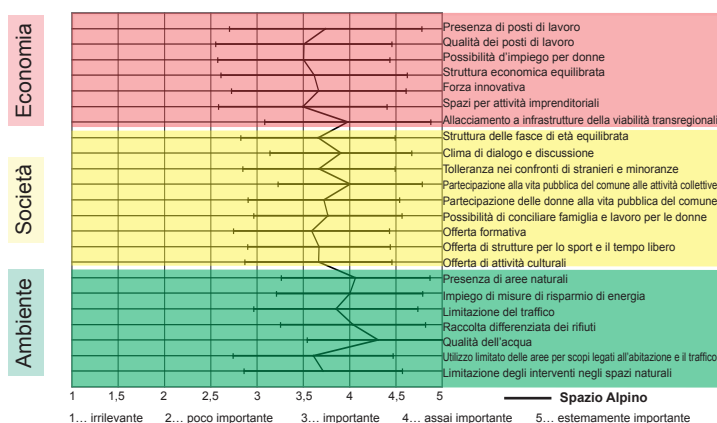 Economia
Presenza di posti di lavoro
Qualità dei posti di lavoro
Possibilità d'impiego per donne
Struttura economica equilibrata
Forza innovativa
Spazi per attività imprenditoriali
Allacciamento a infrastrutture della viabilità transregionali
Società
Struttura delle fasce di età equilibrata
Clima di dialogo e discussione
Tolleranza nei confronti di stranieri e minoranze
Partecipazione alla vita pubblica del comune alle attività collettive
Partecipazione delle donne alla vita pubblica del comune
Possibilità di conciliare famiglia e lavoro per le donne
Offerta formativa
Offerta di strutture per lo sport e il tempo libero
Offerta di attività culturali
Ambiente
Presenza di aree naturali
Impiego di misure di risparmio di energia
Limitazione del traffico
Raccolta differenziata dei rifiuti
Qualità dell'acqua
Utilizzo limitato delle aree per scopi legati all'abitazione e il traffico
Limitazione degli interventi negli spazi naturali
1 1,5 2 2,5 3 3,5 4 4,5 5
Spazio Alpino
1... irrilevante 2... poco importante 3... importante 4... assai importante 5... estemamente importante